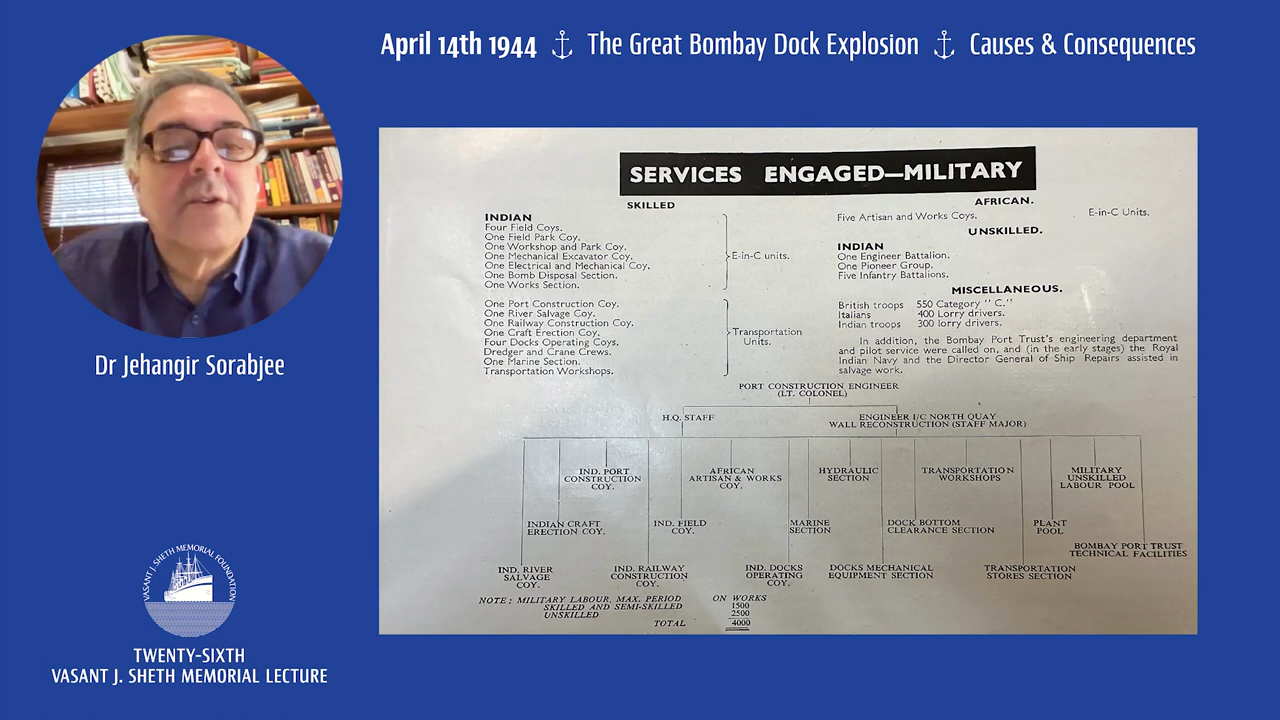 April 14th 1944 The Great Bombay Dock Explosion Causes & Consequences
Dr Jehangir Sorabjee
VASANT J. SHETH MEMORIAL FOUNDATION
TWENTY-SIXTH
VASANT J. SHETH MEMORIAL LECTURE
SERVICES ENGAGED—MILITARY
SKILLED
INDIAN
Four Field Coys.
One Field Park Coy.
One Workshop and Park Coy.
One Mechanical Excavator Coy.
One Electrical and Mechanical Coy.
One Bomb Disposal Section.
One Works Section.
E-in-C units.
One Port Construction Coy.
One River Salvage Coy.
One Railway Construction Coy.
One Craft Erection Coy.
Four Docks Operating Coys.
Dredger and Crane Crews.
One Marine Section.
Transportation Workshops.
Transportation
Units.
AFRICAN.
Five Artisan and Works Coys.
E-in-C Units.
UNSKILLED.
INDIAN
One Engineer Battalion.
One Pioneer Group.
Five Infantry Battalions.
MISCELLANEOUS.
British troops 550 Category "C."
Italians 400 Lorry drivers.
Indian troops 300 lorry drivers.
In addition, the Bombay Port Trust's engineering department
and pilot service were called on, and (in the early stages) the Royal
Indian Navy and the Director General of Ship Repairs assisted in
salvage work.
PORT CONSTRUCTION ENGINEER
(LT. COLONEL)
H.Q. STAFF
ENGINEER I/C NORTH QUAY
WALL RECONSTRUCTION (STAFF MAJOR)
IND. PORT
CONSTRUCTION
COY.
AFRICAN
ARTISAN & WORKS
COY.
HYDRAULIC
SECTION
TRANSPORTATION
WORKSHOPS
MILITARY
UNSKILLED
LABOUR POOL
INDIAN CRAFT
ERECTION COY.
IND. FIELD
COY.
MARINE
SECTION
DOCK BOTTOM
CLEARANCE SECTION
PLANT
POOL
BOMBAY PORT TRUST
TECHNICAL FACILITIES
IND. RIVER
SALVAGE
COY.
IND. RAILWAY
CONSTRUCTION
COY.
IND. DOCKS
OPERATING
COY.
DOCKS MECHANICAL
EQUIPMENT SECTION
TRANSPORTATION
STORES SECTION
NOTE: MILITARY LABOUR, MAX. PERIOD ON WORKS
SKILLED AND SEMI-SKILLED 1500
UNSKILLED 2500
TOTAL 4000